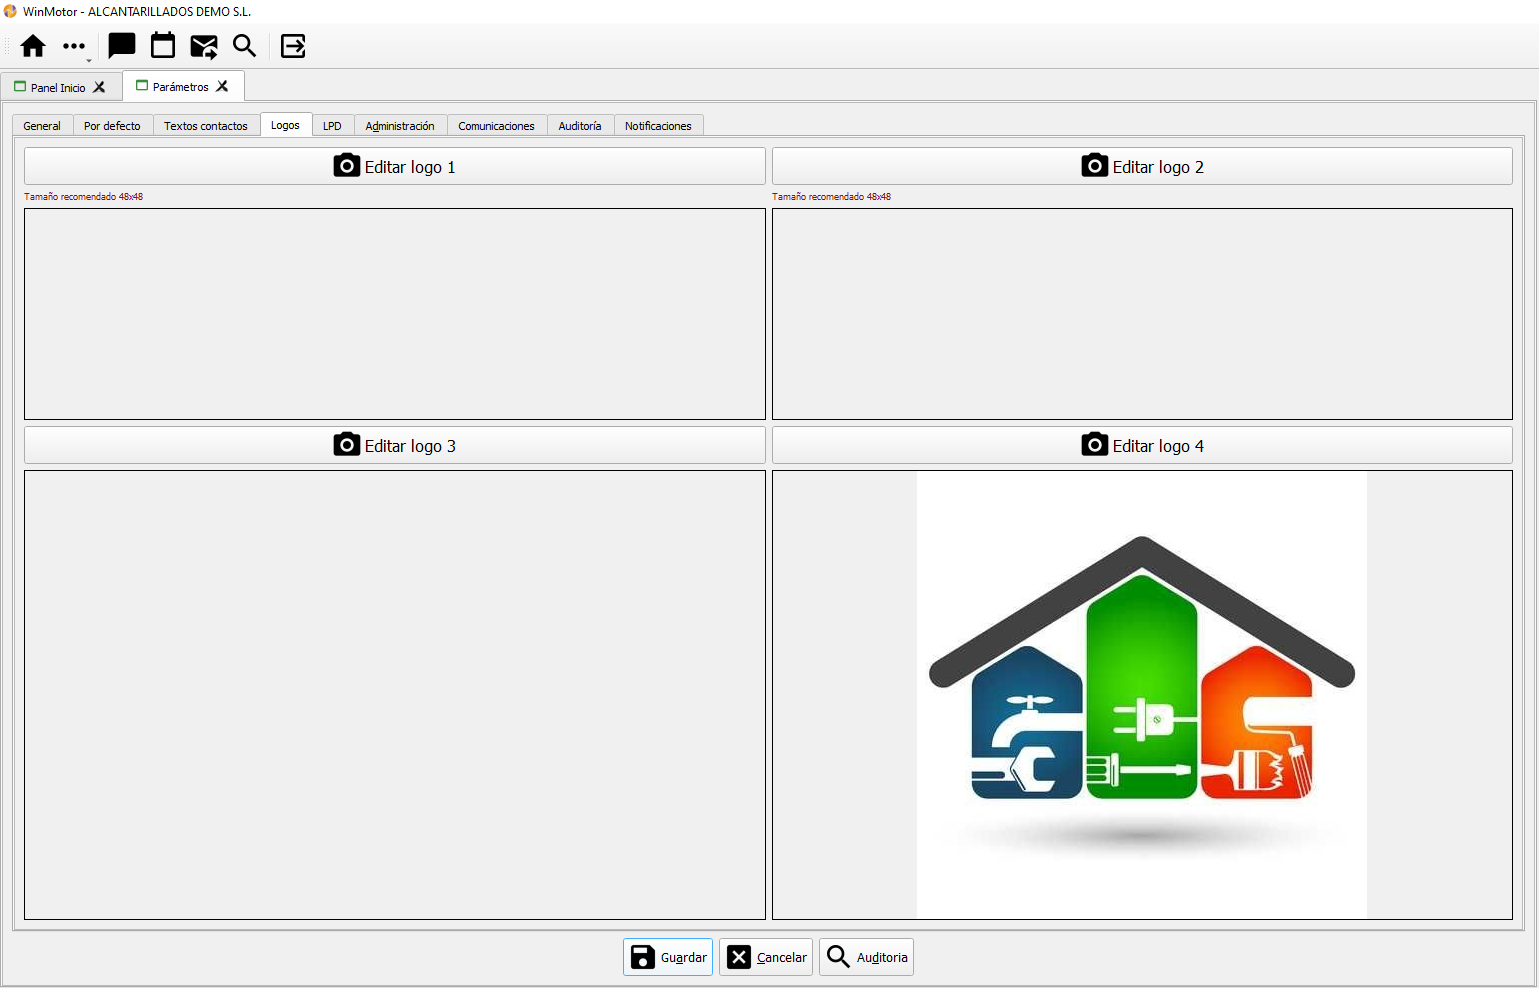 WinMotor - ALCANTARILLADOS DEMO S.L.
Panel Inicio
Parámetros
General
Por defecto
Textos contactos
Logos
LPD
Administración
Comunicaciones
Auditoría
Notificaciones
Editar logo 1
Editar logo 2
Tamaño recomendado 48x48
Tamaño recomendado 48x48
Editar logo 3
Editar logo 4
Guardar
Cancelar
Auditoria